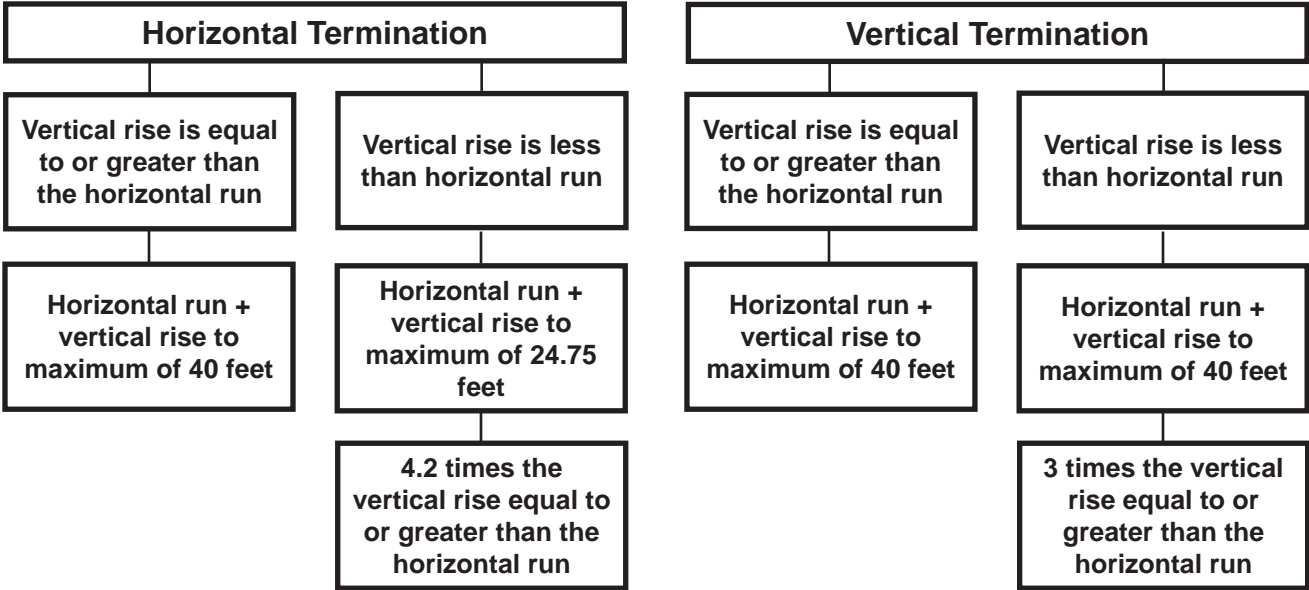 Horizontal Termination
Vertical rise is equal
to or greater than
the horizontal run
Horizontal run +
vertical rise to
maximum of 40 feet
Vertical rise is less
than horizontal run
Horizontal run +
vertical rise to
maximum of 24.75
feet
4.2 times the
vertical rise equal to
or greater than the
horizontal run
Vertical Termination
Vertical rise is equal
to or greater than
the horizontal run
Horizontal run +
vertical rise to
maximum of 40 feet
Vertical rise is less
than horizontal run
Horizontal run +
vertical rise to
maximum of 40 feet
3 times the vertical
rise equal to or
greater than the
horizontal run